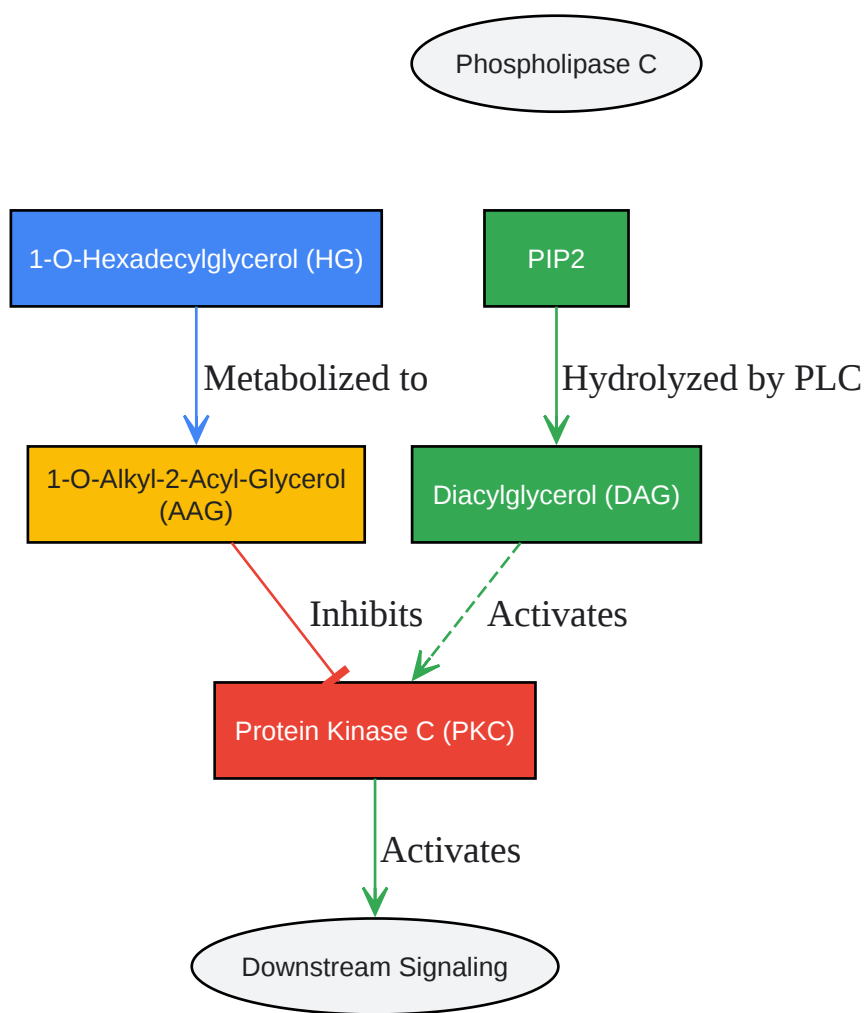 Phospholipase C
1-O-Hexadecylglycerol (HG)
PIP2
Metabolized to
Hydrolyzed by PLC
1-O-Alkyl-2-Acyl-Glycerol
(AAG)
Diacylglycerol (DAG)
Inhibits
Activates
Protein Kinase C (PKC)
Activates
Downstream Signaling